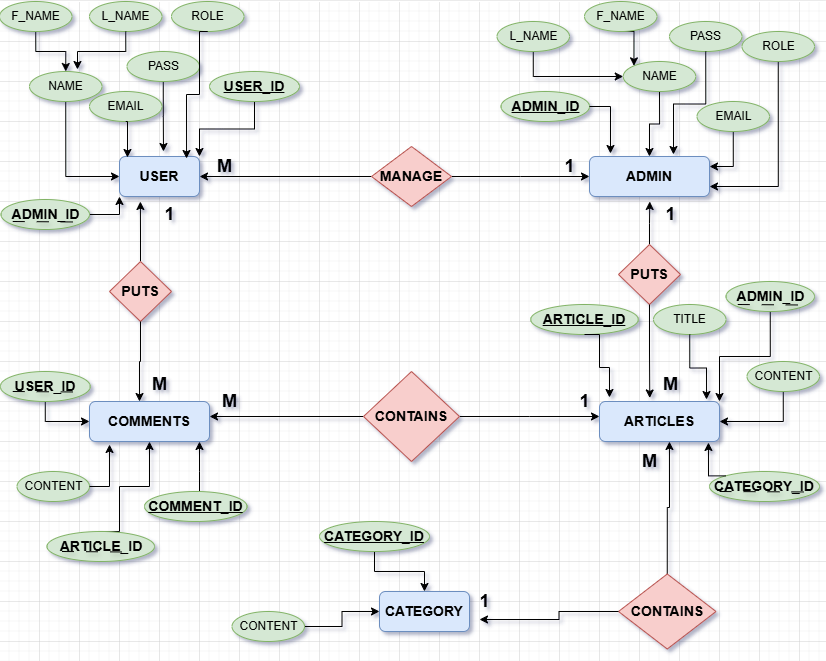 F_NAME
L_NAME
ROLE
NAME
PASS
EMAIL
USER_ID
USER
ADMIN_ID
M
MANAGE
1
F_NAME
L_NAME
PASS
ROLE
NAME
ADMIN_ID
EMAIL
ADMIN
1
PUTS
M
1
PUTS
M
ARTICLE_ID
TITLE
ADMIN_ID
CONTENT
USER_ID
COMMENTS
M
CONTAINS
1
ARTICLES
M
CONTENT
ARTICLE_ID
COMMENT_ID
CATEGORY_ID
CATEGORY_ID
CONTENT
CATEGORY
1
CONTAINS